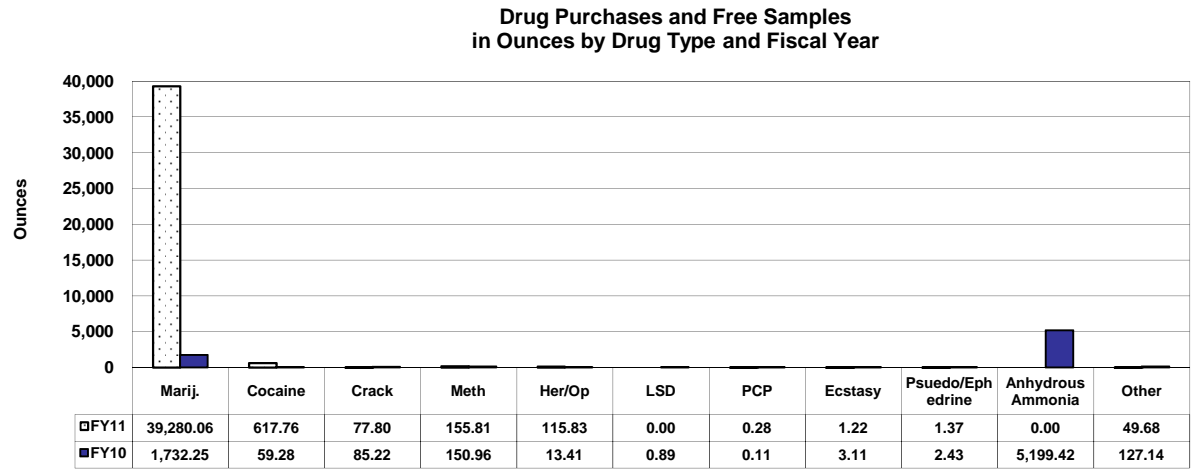 Drug Purchases and Free Samples
in Ounces by Drug Type and Fiscal Year
Ounces
40,000
35,000
30,000
25,000
20,000
15,000
10,000
5,000
0
Marij. Cocaine Crack Meth Her/Op LSD PCP Ecstasy Psuedo/Eph edrine Anhydrous Ammonia Other
FY11 39,280.06 617.76 77.80 155.81 115.83 0.00 0.28 1.22 1.37 0.00 49.68
FY10 1,732.25 59.28 85.22 150.96 13.41 0.89 0.11 3.11 2.43 5,199.42 127.14